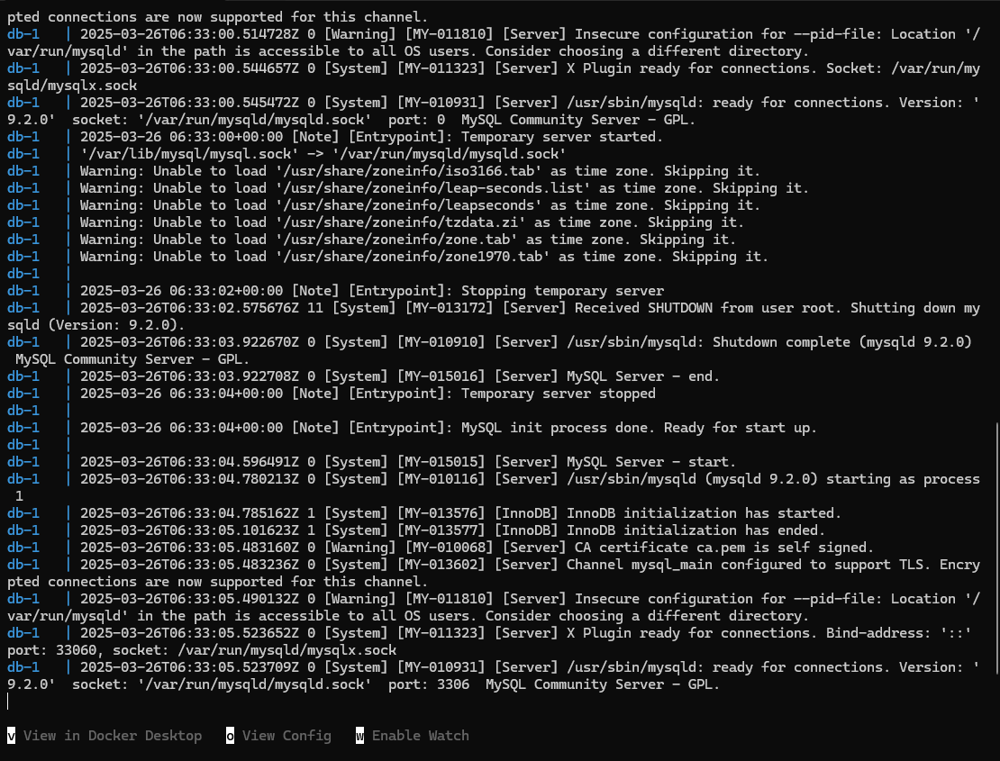 pted connections are now supported for this channel.
db-1   | 2025-03-26T06:33:00.514728Z 0 [Warning] [MY-011810] [Server] Insecure configuration for --pid-file: Location '/
var/run/mysqld' in the path is accessible to all OS users. Consider choosing a different directory.
db-1   | 2025-03-26T06:33:00.544657Z 0 [System] [MY-011323] [Server] X Plugin ready for connections. Socket: /var/run/my
sqld/mysqlx.sock
db-1   | 2025-03-26T06:33:00.545472Z 0 [System] [MY-010931] [Server] /usr/sbin/mysqld: ready for connections. Version: '
9.2.0'  socket: '/var/run/mysqld/mysqld.sock'  port: 0  MySQL Community Server - GPL.
db-1   | 2025-03-26 06:33:00+00:00 [Note] [Entrypoint]: Temporary server started.
db-1   | '/var/lib/mysql/mysql.sock' -> '/var/run/mysqld/mysqld.sock'
db-1   | Warning: Unable to load '/usr/share/zoneinfo/iso3166.tab' as time zone. Skipping it.
db-1   | Warning: Unable to load '/usr/share/zoneinfo/leap-seconds.list' as time zone. Skipping it.
db-1   | Warning: Unable to load '/usr/share/zoneinfo/leapseconds' as time zone. Skipping it.
db-1   | Warning: Unable to load '/usr/share/zoneinfo/tzdata.zi' as time zone. Skipping it.
db-1   | Warning: Unable to load '/usr/share/zoneinfo/zone.tab' as time zone. Skipping it.
db-1   | Warning: Unable to load '/usr/share/zoneinfo/zone1970.tab' as time zone. Skipping it.
db-1   |
db-1   | 2025-03-26 06:33:02+00:00 [Note] [Entrypoint]: Stopping temporary server
db-1   | 2025-03-26T06:33:02.575676Z 11 [System] [MY-013172] [Server] Received SHUTDOWN from user root. Shutting down my
sqld (Version: 9.2.0).
db-1   | 2025-03-26T06:33:03.922670Z 0 [System] [MY-010910] [Server] /usr/sbin/mysqld: Shutdown complete (mysqld 9.2.0)
 MySQL Community Server - GPL.
db-1   | 2025-03-26T06:33:03.922708Z 0 [System] [MY-015016] [Server] MySQL Server - end.
db-1   | 2025-03-26 06:33:04+00:00 [Note] [Entrypoint]: Temporary server stopped
db-1   |
db-1   | 2025-03-26 06:33:04+00:00 [Note] [Entrypoint]: MySQL init process done. Ready for start up.
db-1   |
db-1   | 2025-03-26T06:33:04.596491Z 0 [System] [MY-015015] [Server] MySQL Server - start.
db-1   | 2025-03-26T06:33:04.780213Z 0 [System] [MY-010116] [Server] /usr/sbin/mysqld (mysqld 9.2.0) starting as process
 1
db-1   | 2025-03-26T06:33:04.785162Z 1 [System] [MY-013576] [InnoDB] InnoDB initialization has started.
db-1   | 2025-03-26T06:33:05.101623Z 1 [System] [MY-013577] [InnoDB] InnoDB initialization has ended.
db-1   | 2025-03-26T06:33:05.483160Z 0 [Warning] [MY-010068] [Server] CA certificate ca.pem is self signed.
db-1   | 2025-03-26T06:33:05.483236Z 0 [System] [MY-013602] [Server] Channel mysql_main configured to support TLS. Encry
pted connections are now supported for this channel.
db-1   | 2025-03-26T06:33:05.490132Z 0 [Warning] [MY-011810] [Server] Insecure configuration for --pid-file: Location '/
var/run/mysqld' in the path is accessible to all OS users. Consider choosing a different directory.
db-1   | 2025-03-26T06:33:05.523652Z 0 [System] [MY-011323] [Server] X Plugin ready for connections. Bind-address: '::'
port: 33060, socket: /var/run/mysqld/mysqlx.sock
db-1   | 2025-03-26T06:33:05.523709Z 0 [System] [MY-010931] [Server] /usr/sbin/mysqld: ready for connections. Version: '
9.2.0'  socket: '/var/run/mysqld/mysqld.sock'  port: 3306  MySQL Community Server - GPL.
v View in Docker Desktop   o View Config   w Enable Watch